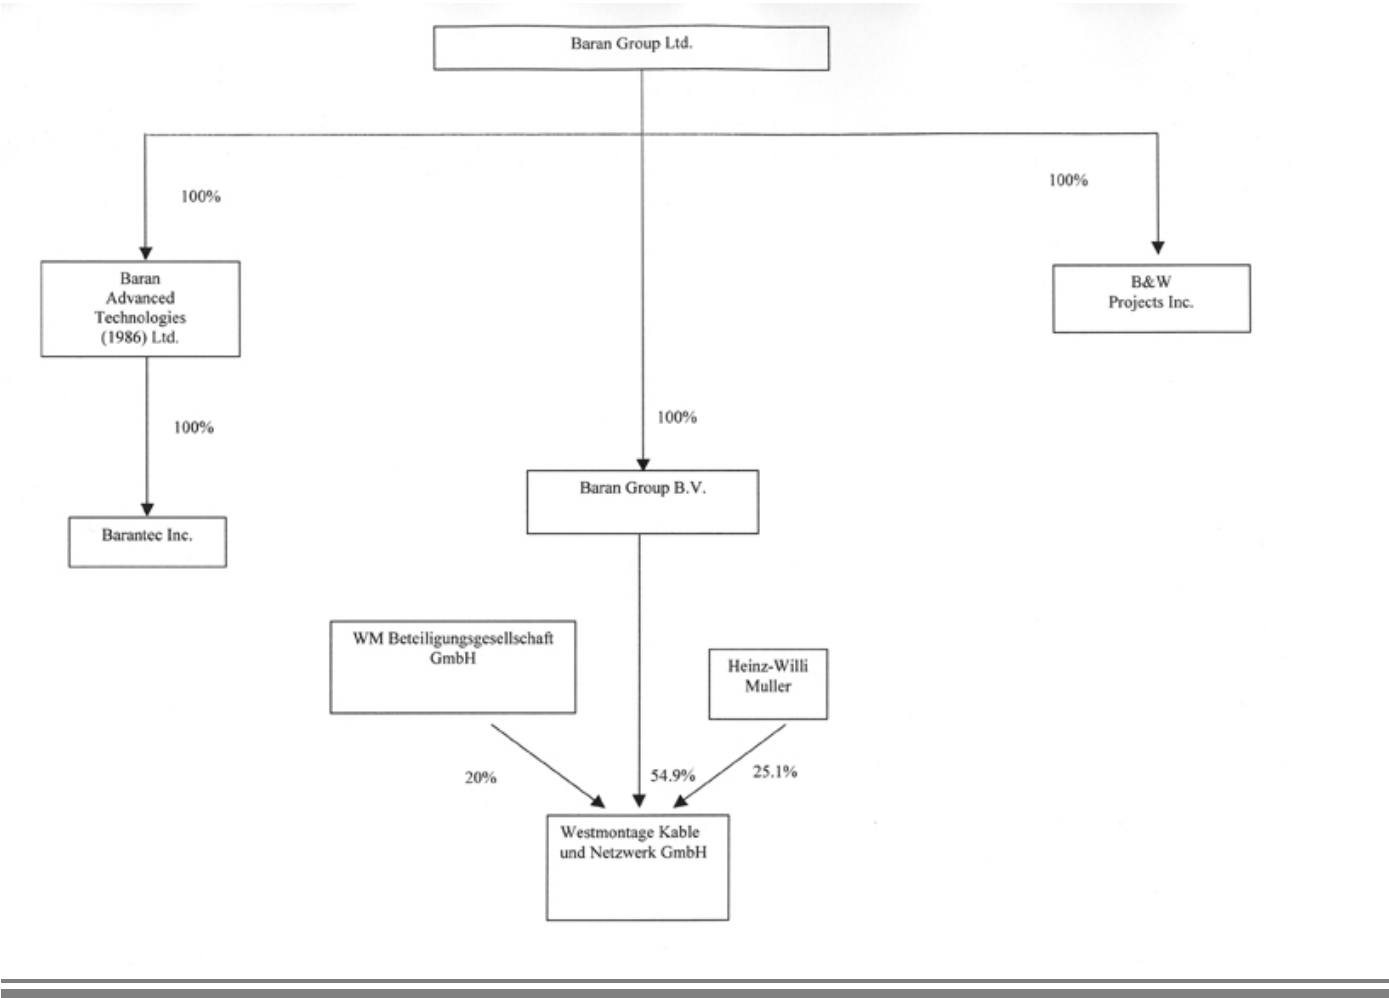 Baran Group Ltd.
100%
100%
Baran
Advanced
Technologies
(1986) Ltd.
B&W
Projects Inc.
100%
100%
Baran Group B.V.
Barantec Inc.
WM Beteiligungsgesellschaft
GmbH
Heinz-Willi
Muller
20%
54.9%
25.1%
Westmontage Kable
und Netzwerk GmbH